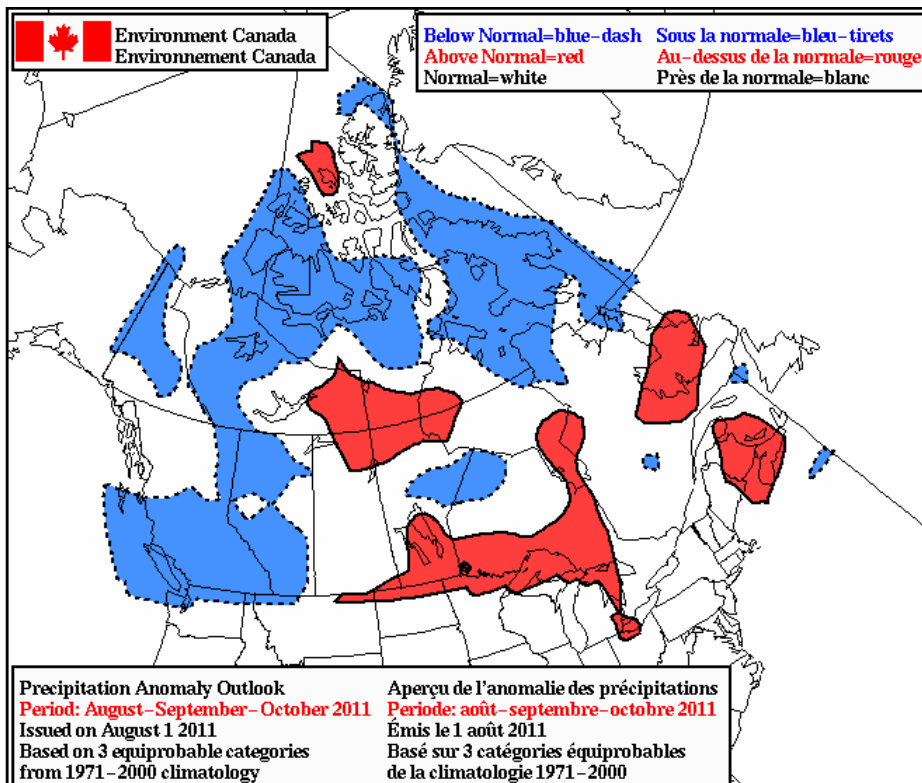 Environment Canada
Environnement Canada
Below Normal=blue-dash
Above Normal=red
Normal=white
Sous la normale=bleu-tirets
Au-dessus de la normale=rouge
Près de la normale=blanc
Precipitation Anomaly Outlook
Period: August-September-October 2011
Issued on August 1 2011
Based on 3 equiprobable categories
from 1971-2000 climatology
Aperçu de l'anomalie des précipitations
Periode: août-septembre-octobre 2011
Émis le 1 août 2011
Basé sur 3 catégories équiprobables
de la climatologie 1971-2000